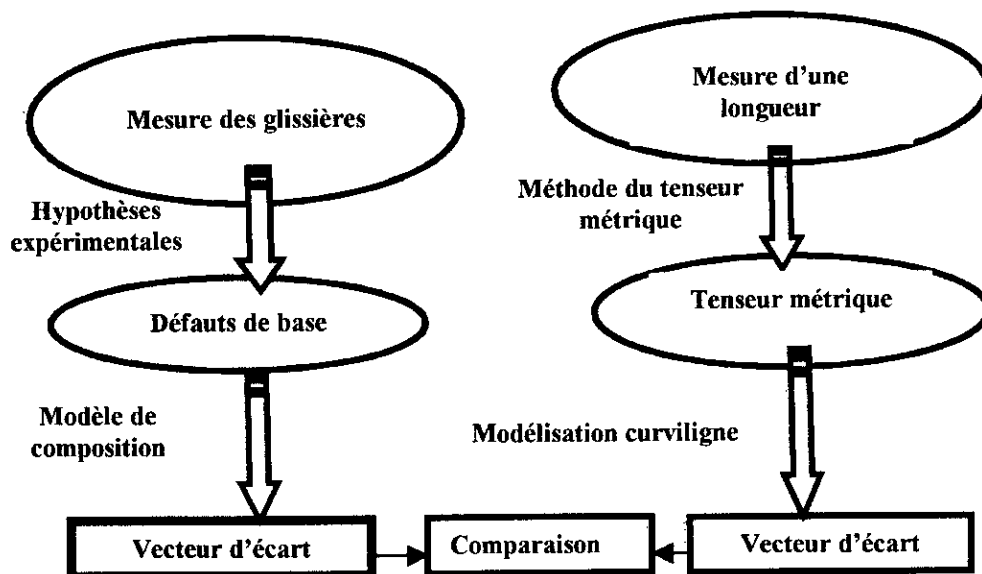 Mesure des glissières
Mesure d'une
longueur
Hypothèses
expérimentales
Méthode du tenseur
métrique
Défauts de base
Tenseur métrique
Modèle de
composition
Modélisation curviligne
Vecteur d'écart
Comparaison
Vecteur d'écart